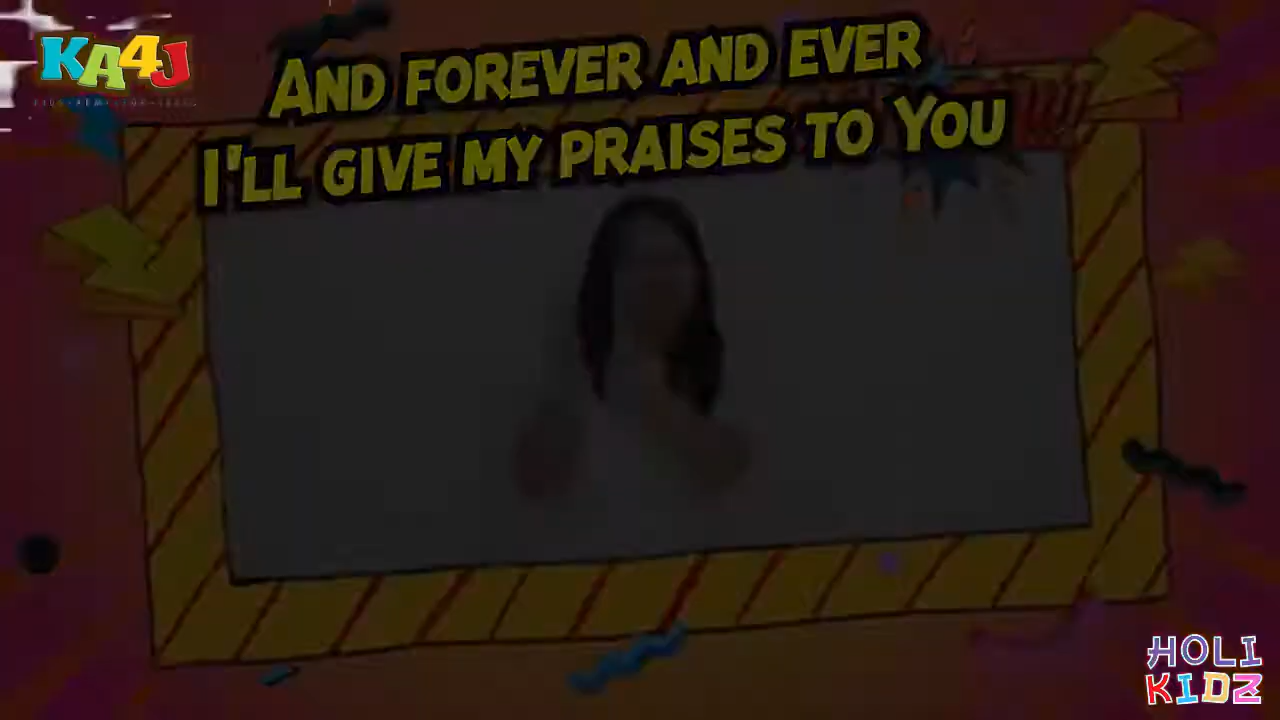 KA4J
AND FOREVER AND EVER
I'LL GIVE MY PRAISES TO YOU
HOLI
KIDZ